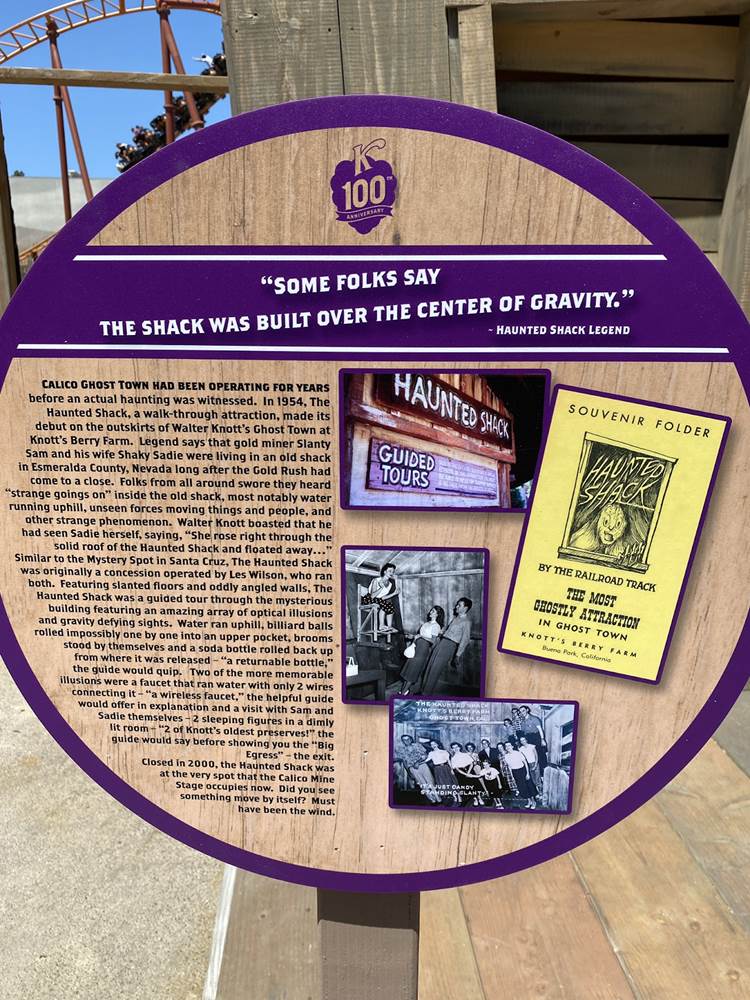 K
100TH
ANNIVERSARY
“SOME FOLKS SAY
THE SHACK WAS BUILT OVER THE CENTER OF GRAVITY.”
~ HAUNTED SHACK LEGEND
CALICO GHOST TOWN HAD BEEN OPERATING FOR YEARS
before an actual haunting was witnessed. In 1954, The
Haunted Shack, a walk-through attraction, made its
debut on the outskirts of Walter Knott's Ghost Town at
Knott's Berry Farm. Legend says that gold miner Slanty
Sam and his wife Shaky Sadie were living in an old shack
in Esmeralda County, Nevada long after the Gold Rush had
come to a close. Folks from all around swore they heard
“strange goings on” inside the old shack, most notably water
running uphill, unseen forces moving things and people, and
other strange phenomenon. Walter Knott boasted that he
had seen Sadie herself, saying, “She rose right through the
solid roof of the Haunted Shack and floated away...”
Similar to the Mystery Spot in Santa Cruz, The Haunted Shack
was originally a concession operated by Les Wilson, who ran
both. Featuring slanted floors and oddly angled walls, The
Haunted Shack was a guided tour through the mysterious
building featuring an amazing array of optical illusions
and gravity defying sights. Water ran uphill, billiard balls
rolled impossibly one by one into an upper pocket, brooms
stood by themselves and a soda bottle rolled back up
from where it was released – “a returnable bottle,”
the guide would quip. Two of the more memorable
illusions were a faucet that ran water with only 2 wires
connecting it – “a wireless faucet,” the helpful guide
would offer in explanation and a visit with Sam and
Sadie themselves – 2 sleeping figures in a dimly
lit room – “2 of Knott's oldest preserves!” the
guide would say before showing you the “Big
Egress” – the exit.
Closed in 2000, the Haunted Shack was
at the very spot that the Calico Mine
Stage occupies now. Did you see
something move by itself? Must
have been the wind.
HAUNTED SHACK
GUIDED
TOURS
SOUVENIR FOLDER
HAUNTED
SHACK
BY THE RAILROAD TRACK
THE MOST
GHOSTLY ATTRACTION
IN GHOST TOWN
KNOTT'S BERRY FARM
Buena Park, California
THE HAUNTED SHACK
KNOTT'S BERRY FARM
GHOST TOWN CAL.
IT'S JUST DANDY
STANDING SLANTY